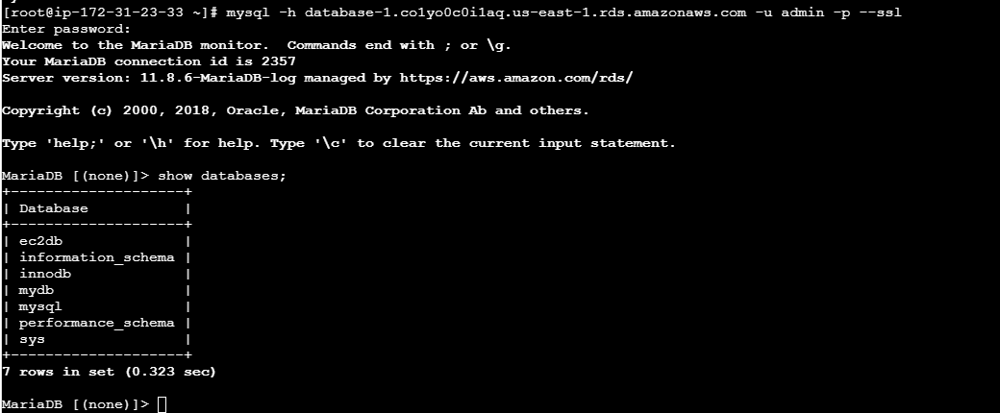 [root@ip-172-31-23-33 ~]# mysql -h database-1.co1yo0c0i1aq.us-east-1.rds.amazonaws.com -u admin -p --ssl
Enter password:
Welcome to the MariaDB monitor.  Commands end with ; or \g.
Your MariaDB connection id is 2357
Server version: 11.8.6-MariaDB-log managed by https://aws.amazon.com/rds/

Copyright (c) 2000, 2018, Oracle, MariaDB Corporation Ab and others.

Type 'help;' or '\h' for help. Type '\c' to clear the current input statement.

MariaDB [(none)]> show databases;
+--------------------+
| Database           |
+--------------------+
| ec2db              |
| information_schema |
| innodb             |
| mydb               |
| mysql              |
| performance_schema |
| sys                |
+--------------------+
7 rows in set (0.323 sec)

MariaDB [(none)]>